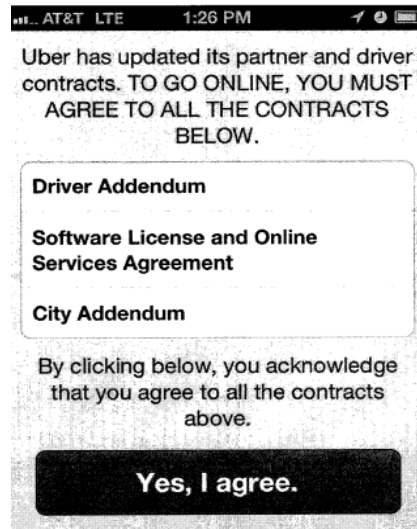 AT&T LTE 1:26 PM
Uber has updated its partner and driver
contracts. TO GO ONLINE, YOU MUST
AGREE TO ALL THE CONTRACTS
BELOW.
Driver Addendum
Software License and Online
Services Agreement
City Addendum
By clicking below, you acknowledge
that you agree to all the contracts
above.
Yes, I agree.